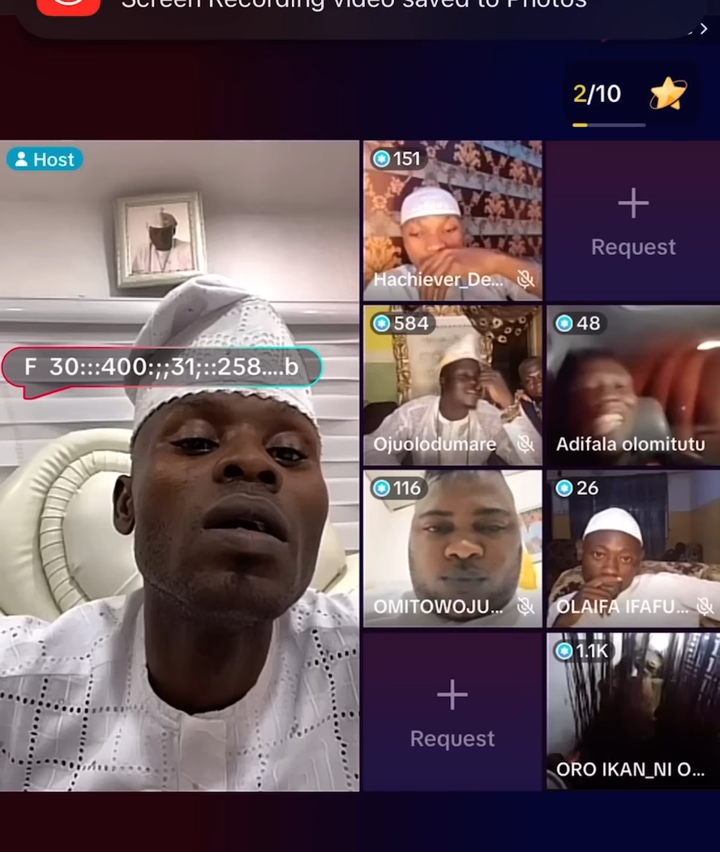 Screen Recording video saved to Photos
2/10
Host
151
Hachiever_De...
Request
F 30:::400:;;31;::258....b
584
Ojuolodumare
48
Adifala olomitutu
116
OMITOWOJU...
26
OLAIFA IFAFU...
Request
1.1K
ORO IKAN_NI O...